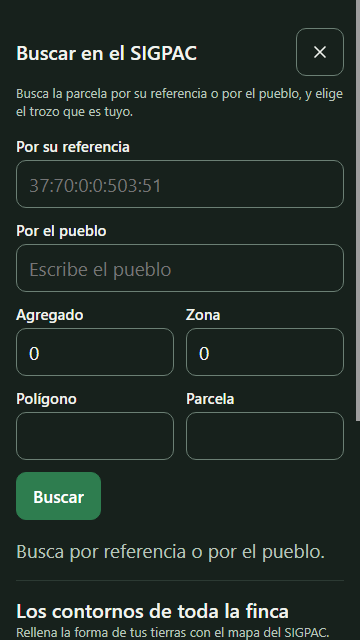 Buscar en el SIGPAC
Busca la parcela por su referencia o por el pueblo, y elige
el trozo que es tuyo.
Por su referencia
37:70:0:0:503:51
Por el pueblo
Escribe el pueblo
Agregado
Zona
0
0
Polígono
Parcela
Buscar
Busca por referencia o por el pueblo.
Los contornos de toda la finca
Rellena la forma de tus tierras con el mapa del SIGPAC.